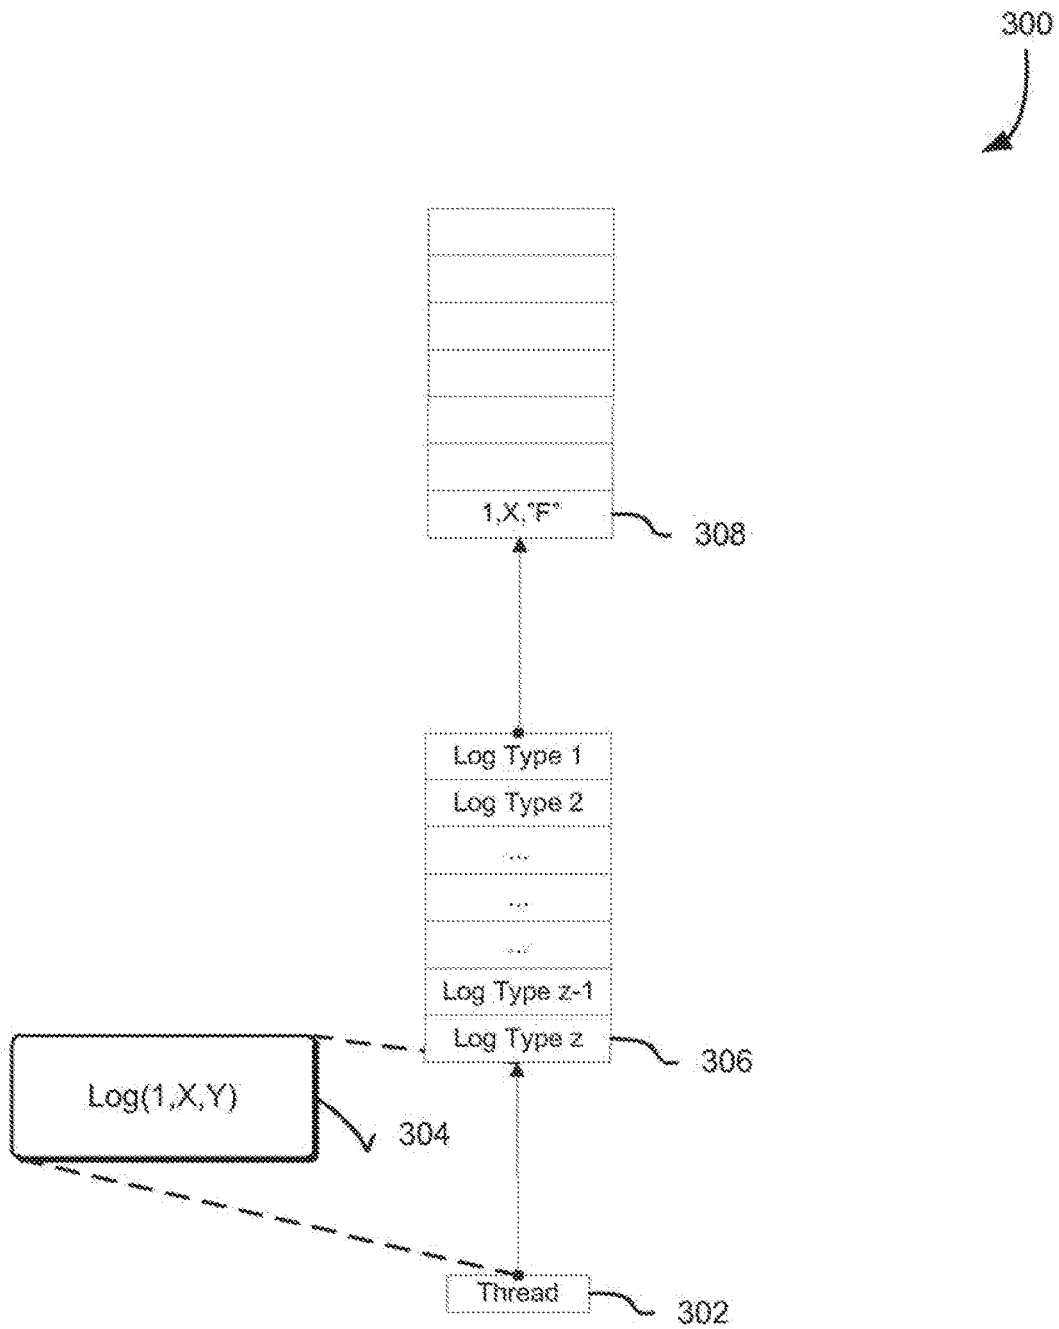 300
1,X,"F"
308
Log Type 1
Log Type 2
...
...
...
Log Type z-1
Log Type z
306
Log(1,X,Y)
304
Thread
302